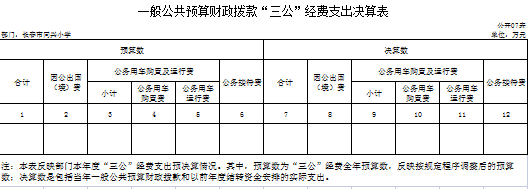 一般公共预算财政拨款“三公”经费支出决算表
公开07表
部门：长春市同兴小学 单位：万元
预算数 决算数
合计 因公出国（境）费 公务用车购置及运行费 公务接待费 合计 因公出国（境）费 公务用车购置及运行费 公务接待费
小计 公务用车购置费 公务用车运行费 小计 公务用车购置费 公务用车运行费
1 2 3 4 5 6 7 8 9 10 11 12
注：本表反映部门本年度“三公”经费支出预决算情况。其中，预算数为“三公”经费全年预算数，反映按规定程序调整后的预算
数；决算数是包括当年一般公共预算财政拨款和以前年度结转资金安排的实际支出。